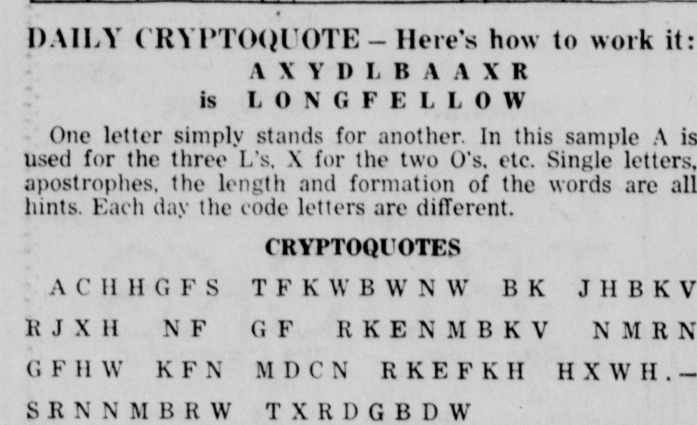 DAILY CRYPTOQUOTE – Here's how to work it:
A X Y D L B A A X R
is L O N G F E L L O W
One letter simply stands for another. In this sample A is
used for the three L's, X for the two O's, etc. Single letters,
apostrophes, the length and formation of the words are all
hints. Each day the code letters are different.
CRYPTOQUOTES
A C H H G F S  T F K W B W N W  B K  J H B K V
R J X H  N F  G F  R K E N M B K V  N M R N
G F H W  K F N  M D C N  R K E F K H  H X W H . –
S R N N M B R W  T X R D G B D W